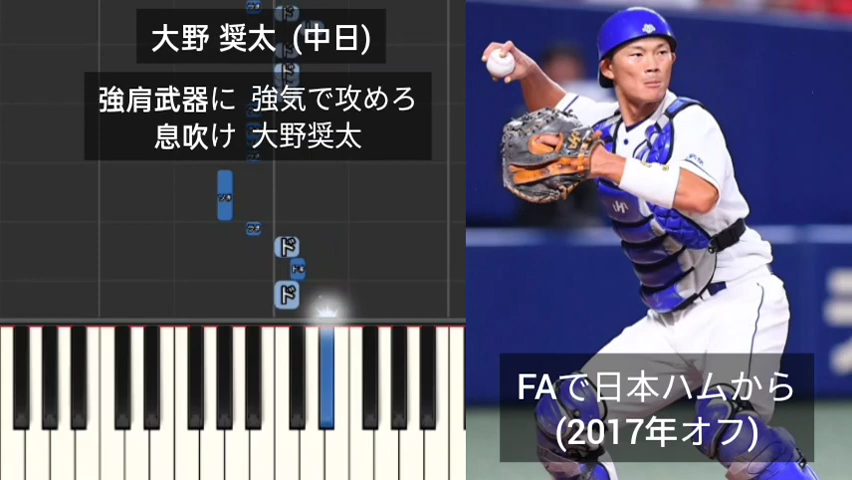 大野 奨太 (中日)
強肩武器に 強気で攻めろ
息吹け 大野奨太
ド
ド
FAで日本ハムから
(2017年オフ)